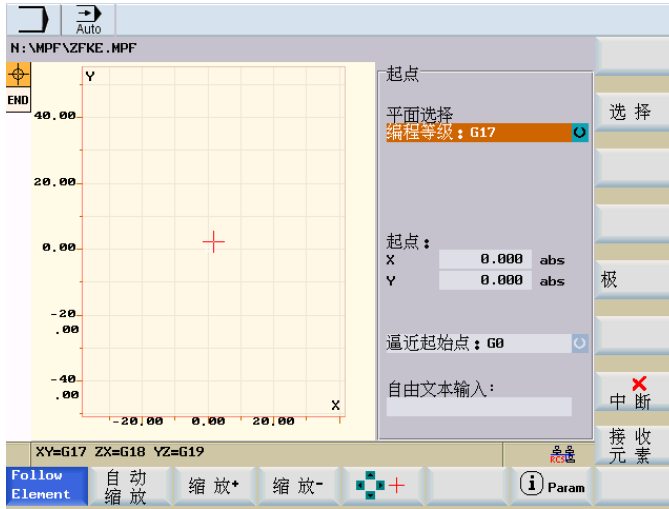 Auto
N:\MPF\ZFKE.MPF
END
Y
40.00
20.00
0.00
-20
.00
-40
.00
X
-20.00 0.00 20.00
起点
平面选择
编程等级：G17
起点：
X 0.000 abs
Y 0.000 abs
逼近起始点：G0
自由文本输入：
选择
极
中断
接收
元素
XY=G17 ZX=G18 YZ=G19
RCS
Follow
Element
自动
缩放
缩放+
缩放-
i Param